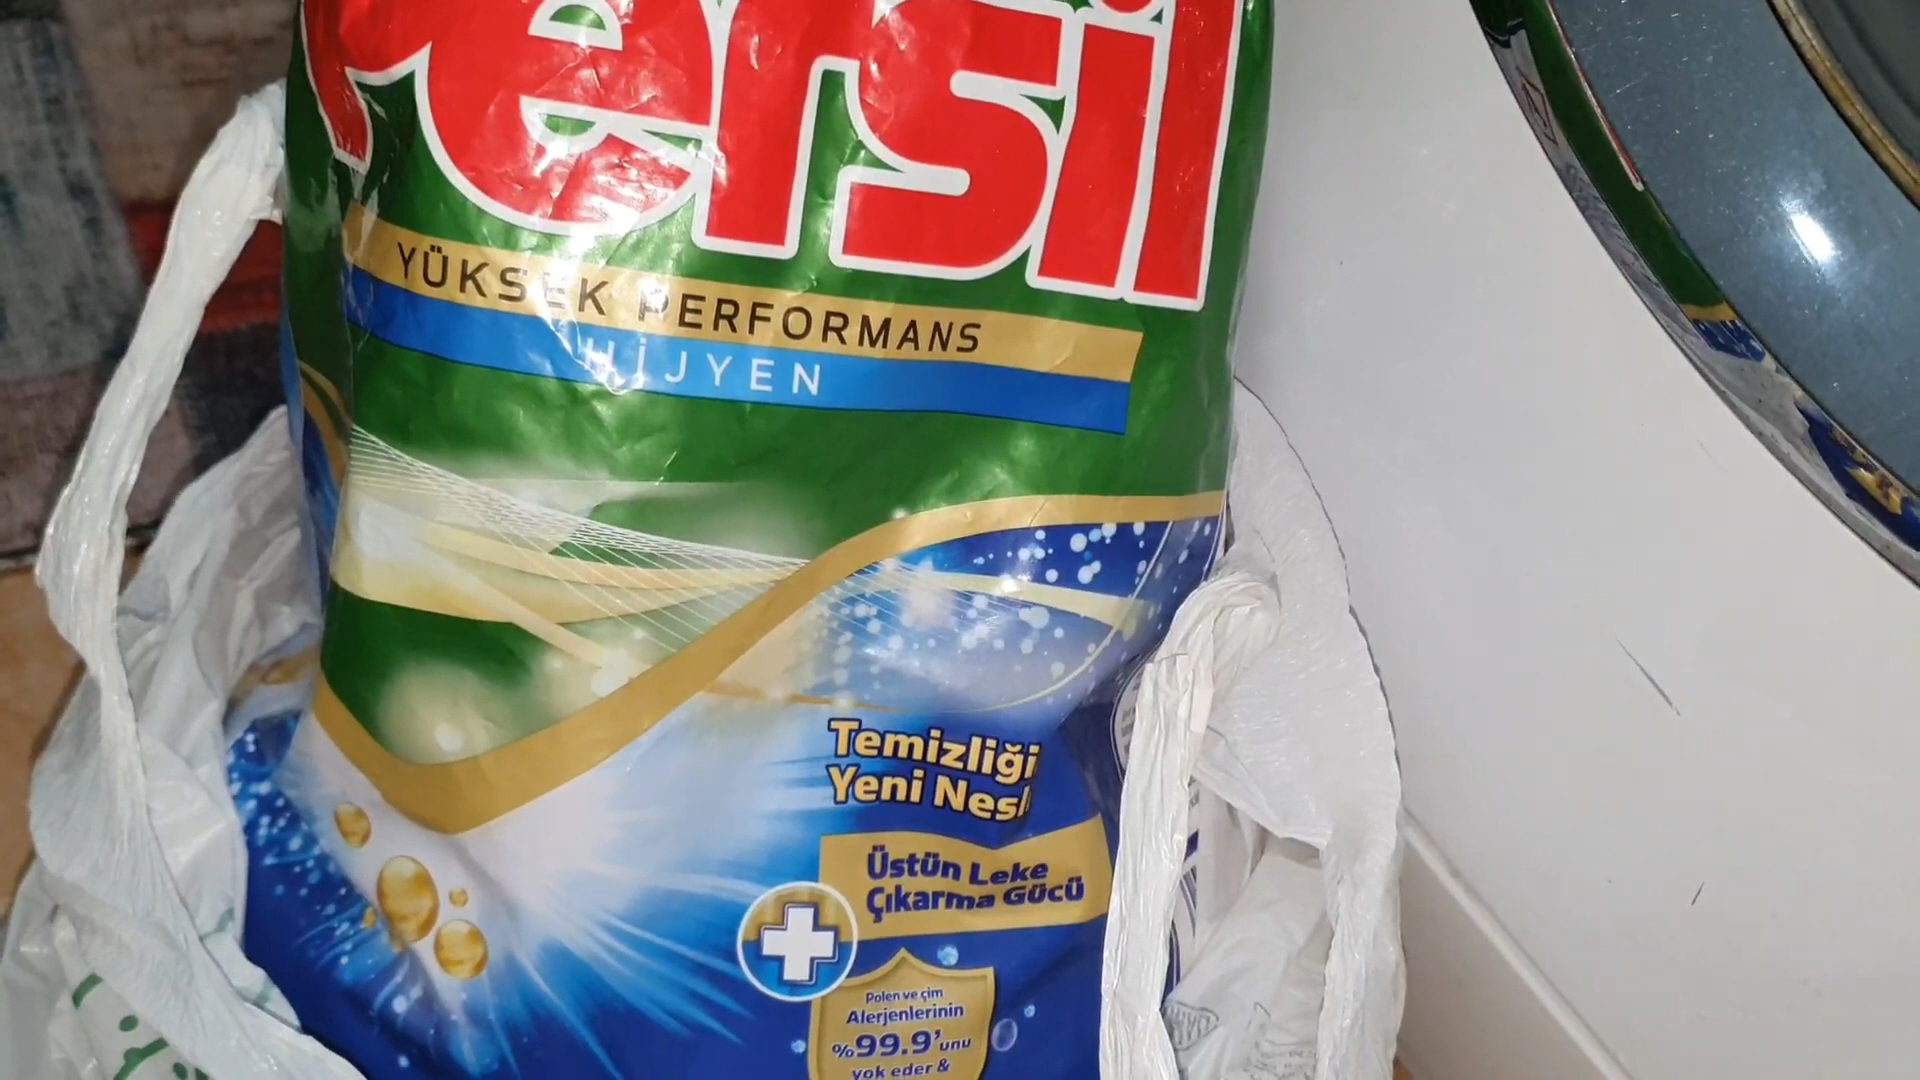 Persil
YÜKSEK PERFORMANS
HİJYEN
Temizliği
Yeni Nesl
Üstün Leke
Çıkarma Gücü
Polen ve çim
Alerjenlerinin
%99.9'unu
yok eder &